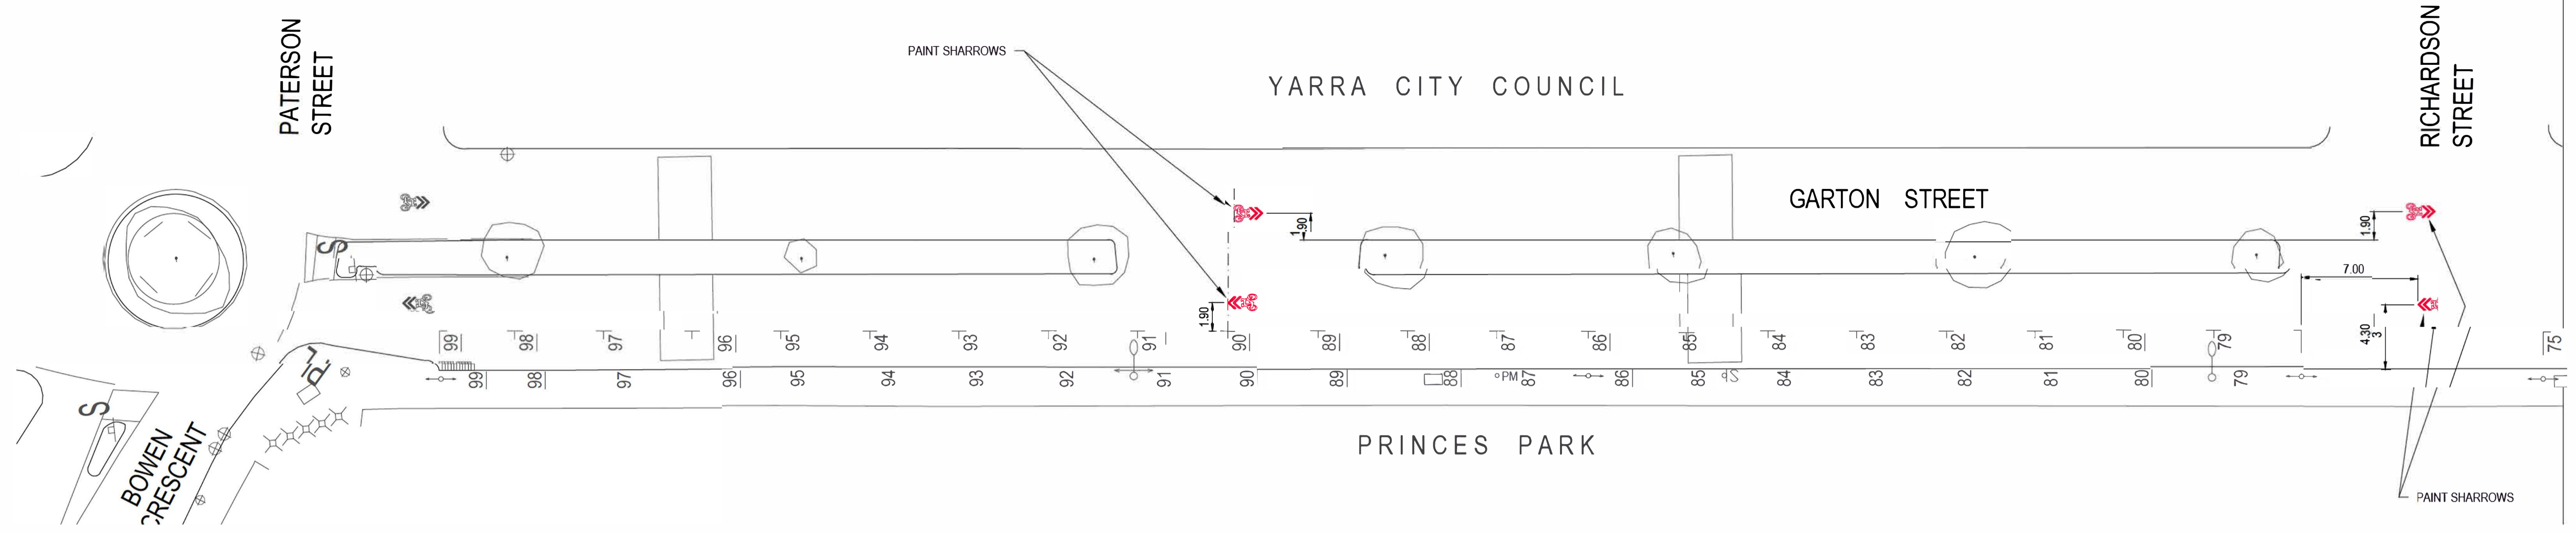 PATERSON
STREET
PAINT SHARROWS
YARRA CITY COUNCIL
RICHARDSON
STREET
GARTON STREET
1.90
1.90
1.90
7.00
4.30
3
S
99 98 97 96 95 94 93 92 91 90 89 88 87 86 85 84 83 82 81 80 79 75
99 98 97 96 95 94 93 92 91 90 89 88 PM 87 86 85 S 84 83 82 81 80 79
P.L
S
BOWEN
CRESCENT
PRINCES PARK
PAINT SHARROWS